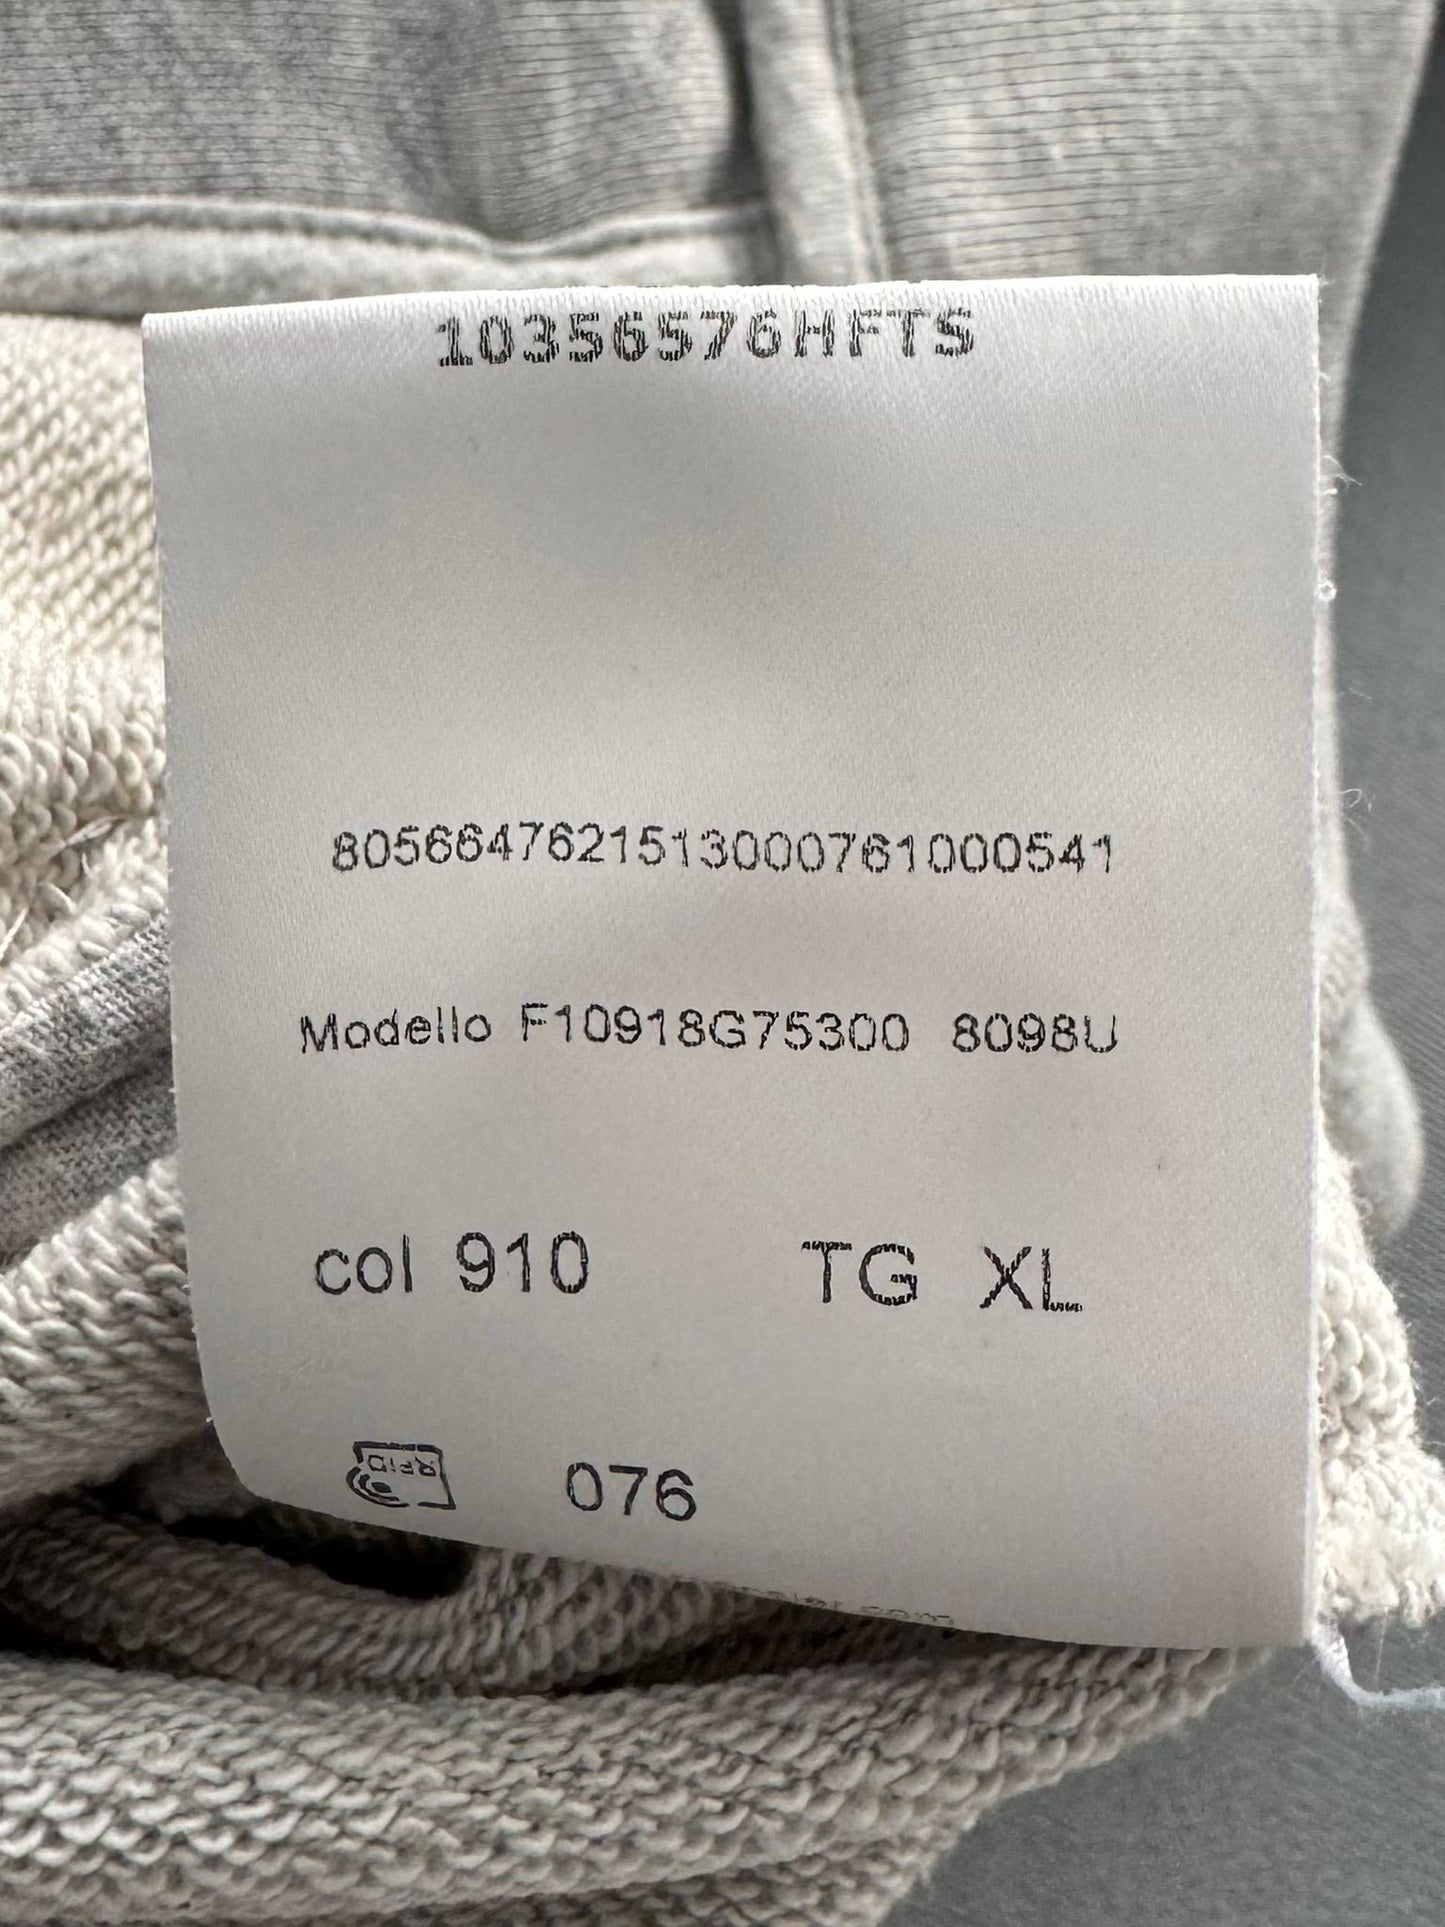 10356576HFTS
8056647621513000761000541
Modello F10918G75300 8098U
col 910 TG XL
RFID 076